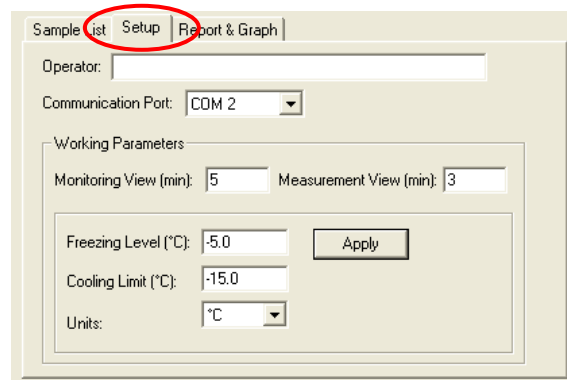 Sample List Setup Report & Graph
Operator:
Communication Port: COM 2
Working Parameters
Monitoring View (min): 5 Measurement View (min): 3
Freezing Level (°C): -5.0 Apply
Cooling Limit (°C): -15.0
Units: °C